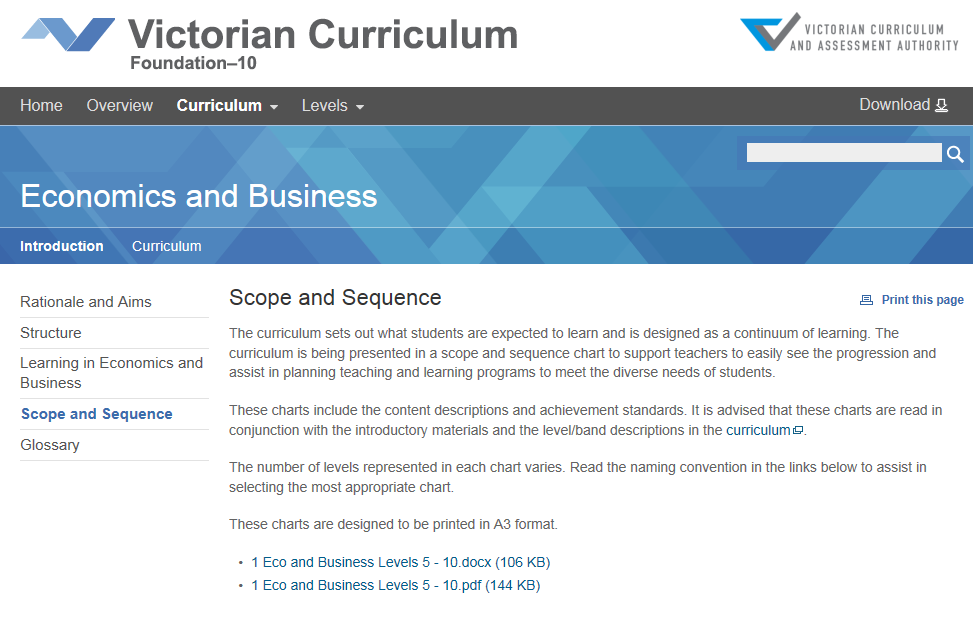 Victorian Curriculum
Foundation–10
VICTORIAN CURRICULUM
AND ASSESSMENT AUTHORITY
Home Overview Curriculum Levels Download
Economics and Business
Introduction Curriculum
Rationale and Aims
Structure
Learning in Economics and
Business
Scope and Sequence
Glossary
Scope and Sequence
Print this page
The curriculum sets out what students are expected to learn and is designed as a continuum of learning. The
curriculum is being presented in a scope and sequence chart to support teachers to easily see the progression and
assist in planning teaching and learning programs to meet the diverse needs of students.
These charts include the content descriptions and achievement standards. It is advised that these charts are read in
conjunction with the introductory materials and the level/band descriptions in the curriculum.
The number of levels represented in each chart varies. Read the naming convention in the links below to assist in
selecting the most appropriate chart.
These charts are designed to be printed in A3 format.
• 1 Eco and Business Levels 5 - 10.docx (106 KB)
• 1 Eco and Business Levels 5 - 10.pdf (144 KB)